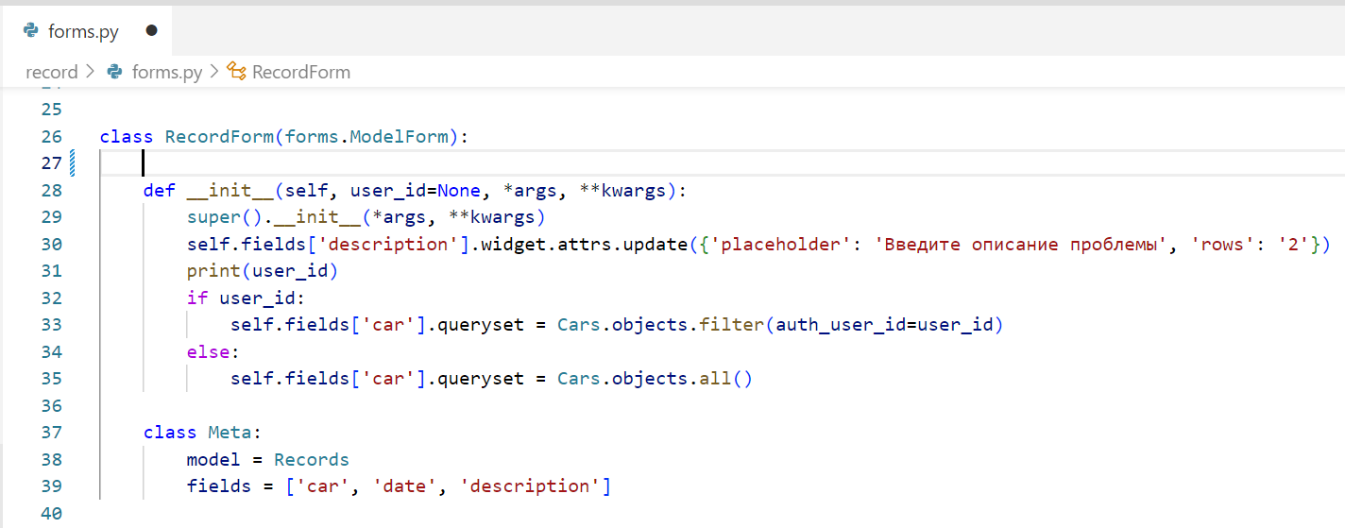 forms.py
record > forms.py > RecordForm
25
26 class RecordForm(forms.ModelForm):
27
28 def __init__(self, user_id=None, *args, **kwargs):
29 super().__init__(*args, **kwargs)
30 self.fields['description'].widget.attrs.update({'placeholder': 'Введите описание проблемы', 'rows': '2'})
31 print(user_id)
32 if user_id:
33 self.fields['car'].queryset = Cars.objects.filter(auth_user_id=user_id)
34 else:
35 self.fields['car'].queryset = Cars.objects.all()
36
37 class Meta:
38 model = Records
39 fields = ['car', 'date', 'description']
40